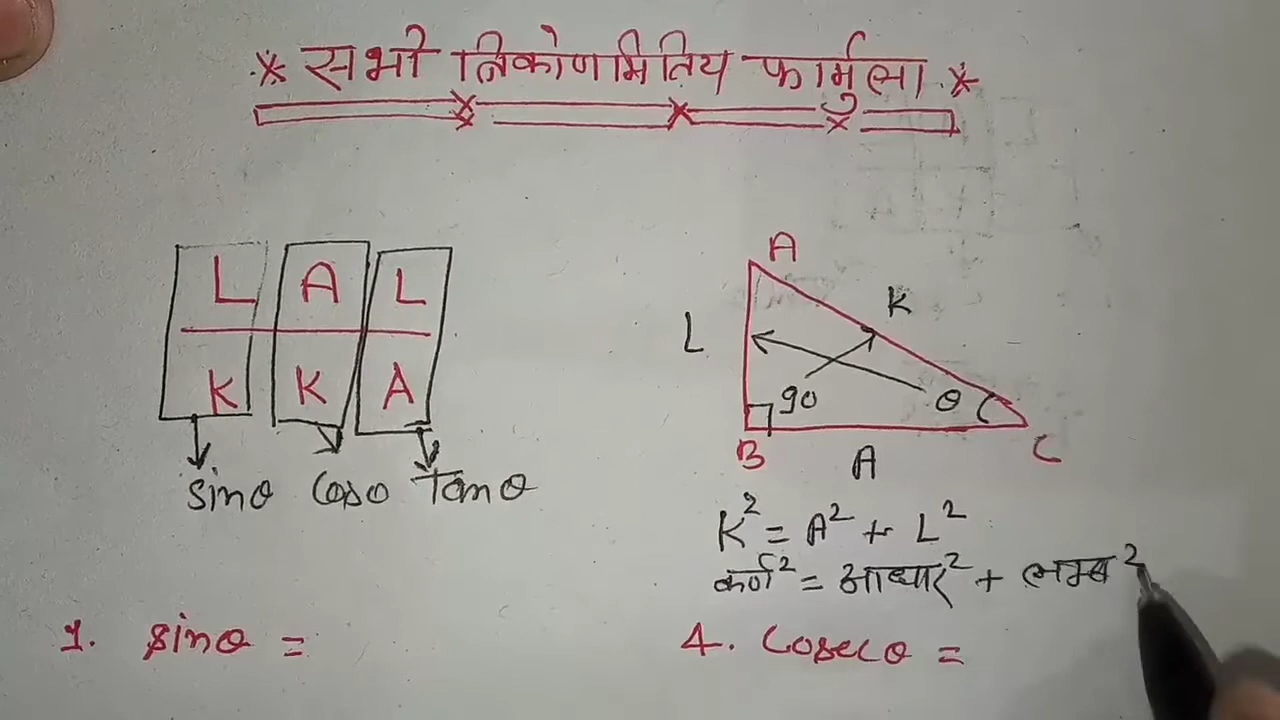 * सभी त्रिकोणमितिय फार्मुला *
L A L
K K A
sinθ Cosθ Tanθ
A
K
L
90 θ
B C
A
K² = A² + L²
कर्ण² = आधार² + लम्ब²
1. sinθ =
4. Cosecθ =